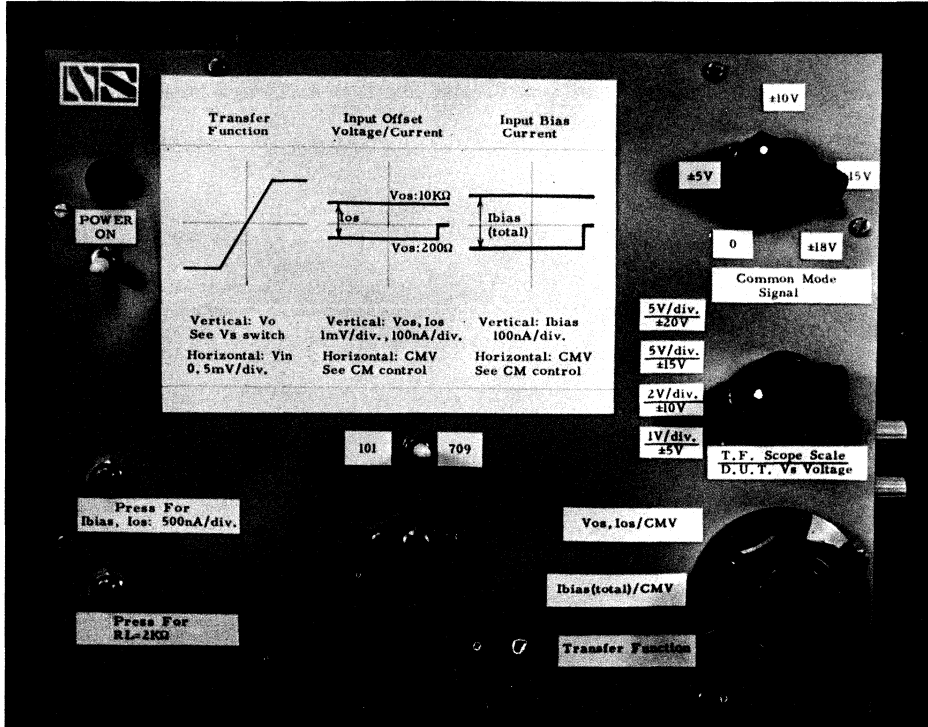 NS
Transfer
Function
Input Offset
Voltage/Current
Input Bias
Current
Vos:10KΩ
Ios
Vos:200Ω
Ibias
(total)
Vertical: Vo
See Vs switch
Horizontal: Vin
0.5mV/div.
Vertical: Vos, Ios
1mV/div., 100nA/div.
Horizontal: CMV
See CM control
Vertical: Ibias
100nA/div.
Horizontal: CMV
See CM control
POWER
ON
±10V
±5V
15V
0
±18V
Common Mode
Signal
5V/div.
±20V
5V/div.
±15V
2V/div.
±10V
1V/div.
±5V
T.F. Scope Scale
D.U.T. Vs Voltage
101
709
Press For
Ibias, Ios: 500nA/div.
Press For
RL=2KΩ
Vos, Ios/CMV
Ibias(total)/CMV
Transfer Function